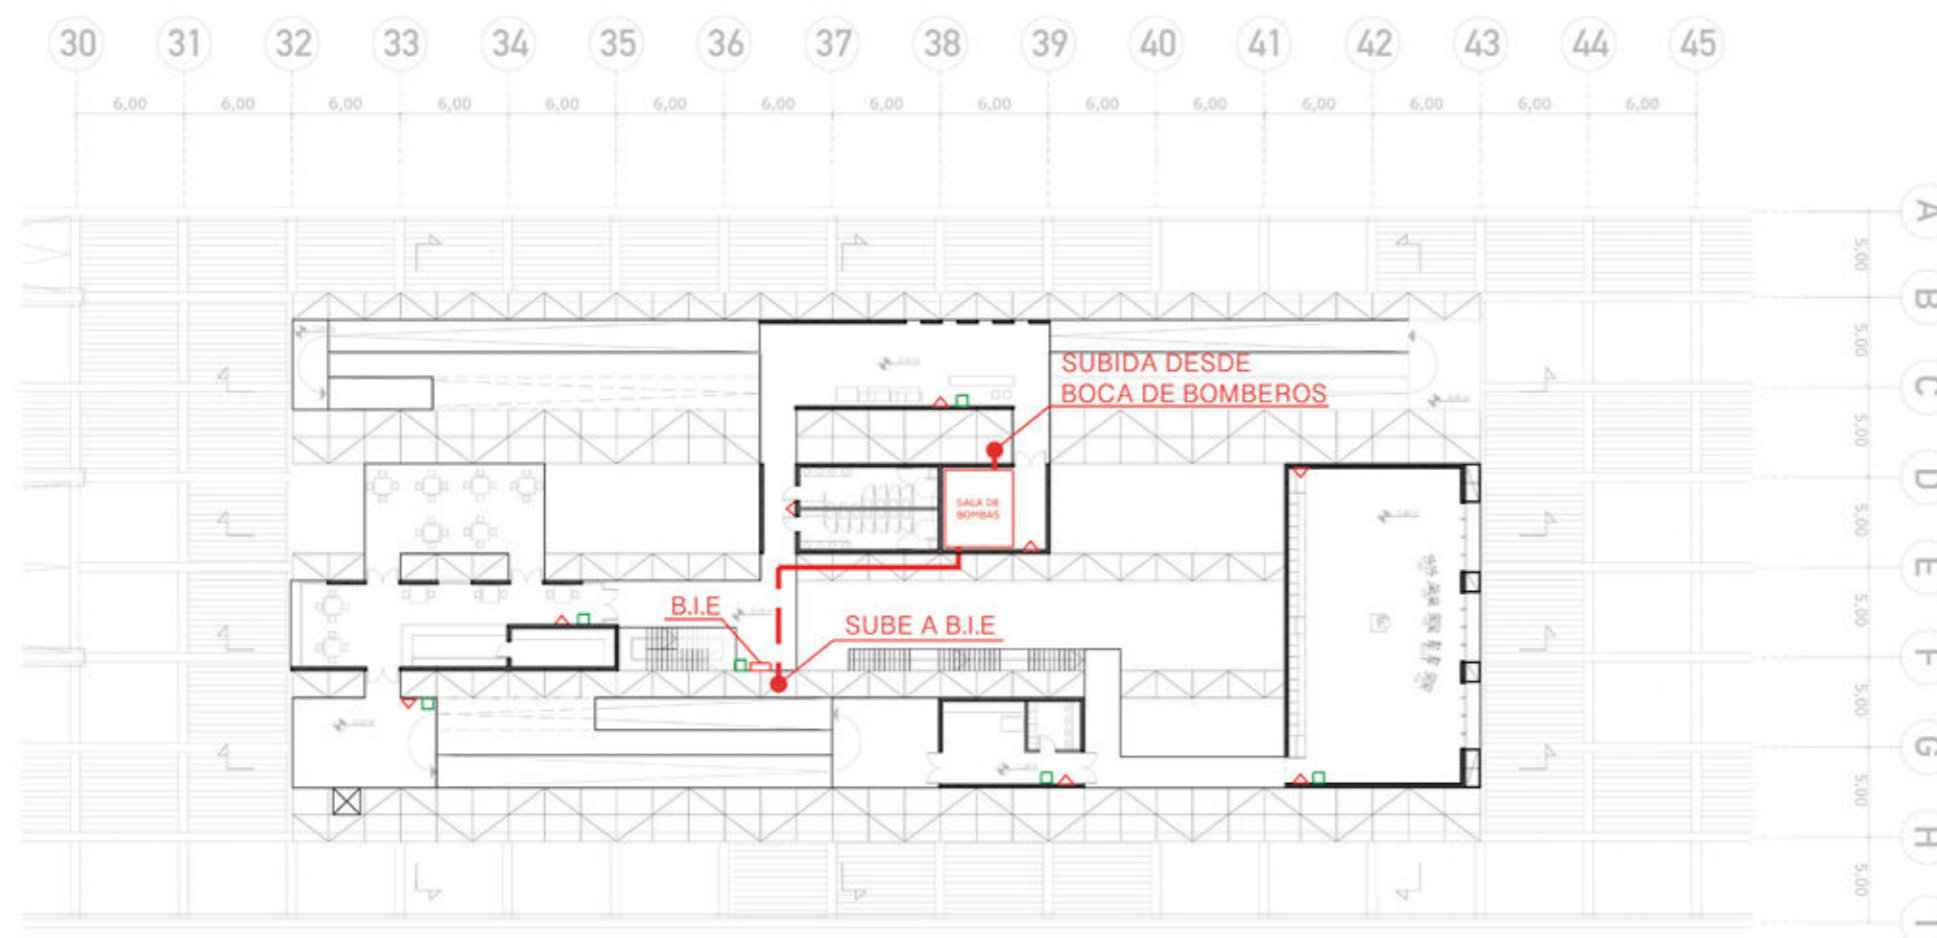 30 31 32 33 34 35 36 37 38 39 40 41 42 43 44 45
6,00 6,00 6,00 6,00 6,00 6,00 6,00 6,00 6,00 6,00 6,00 6,00 6,00 6,00 6,00
A
5,00
B
5,00
SUBIDA DESDE
BOCA DE BOMBEROS
C
5,00
D
SALA DE
BOMBAS
5,00
E
B.I.E
SUBE A B.I.E
5,00
F
5,00
G
5,00
H
5,00
I